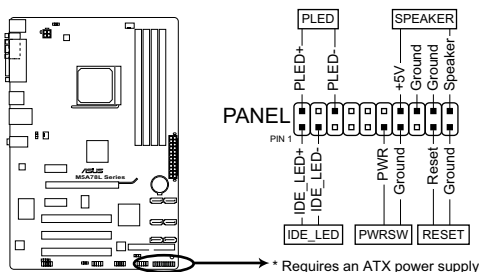 PLED SPEAKER
PLED+ PLED- +5V Ground Ground Speaker
PANEL
PIN 1
IDE_LED+ IDE_LED- PWR Ground Reset Ground
IDE_LED PWRSW RESET
ASUS
M5A78L Series
* Requires an ATX power supply